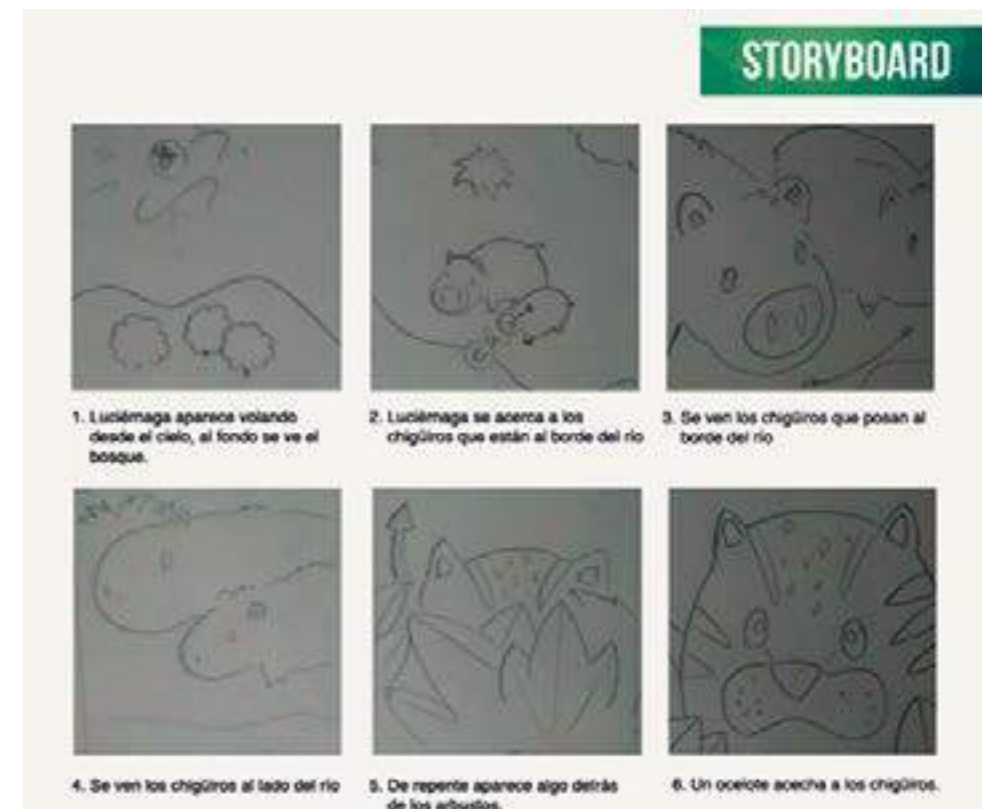 STORYBOARD
1. Luciérnaga aparece volando
desde el cielo, al fondo se ve el
bosque.
2. Luciérnaga se acerca a los
chigüiros que están al borde del río
3. Se ven los chigüiros que posan al
borde del río
4. Se ven los chigüiros al lado del río
5. De repente aparece algo detrás
de los arbustos.
6. Un ocelote acecha a los chigüiros.